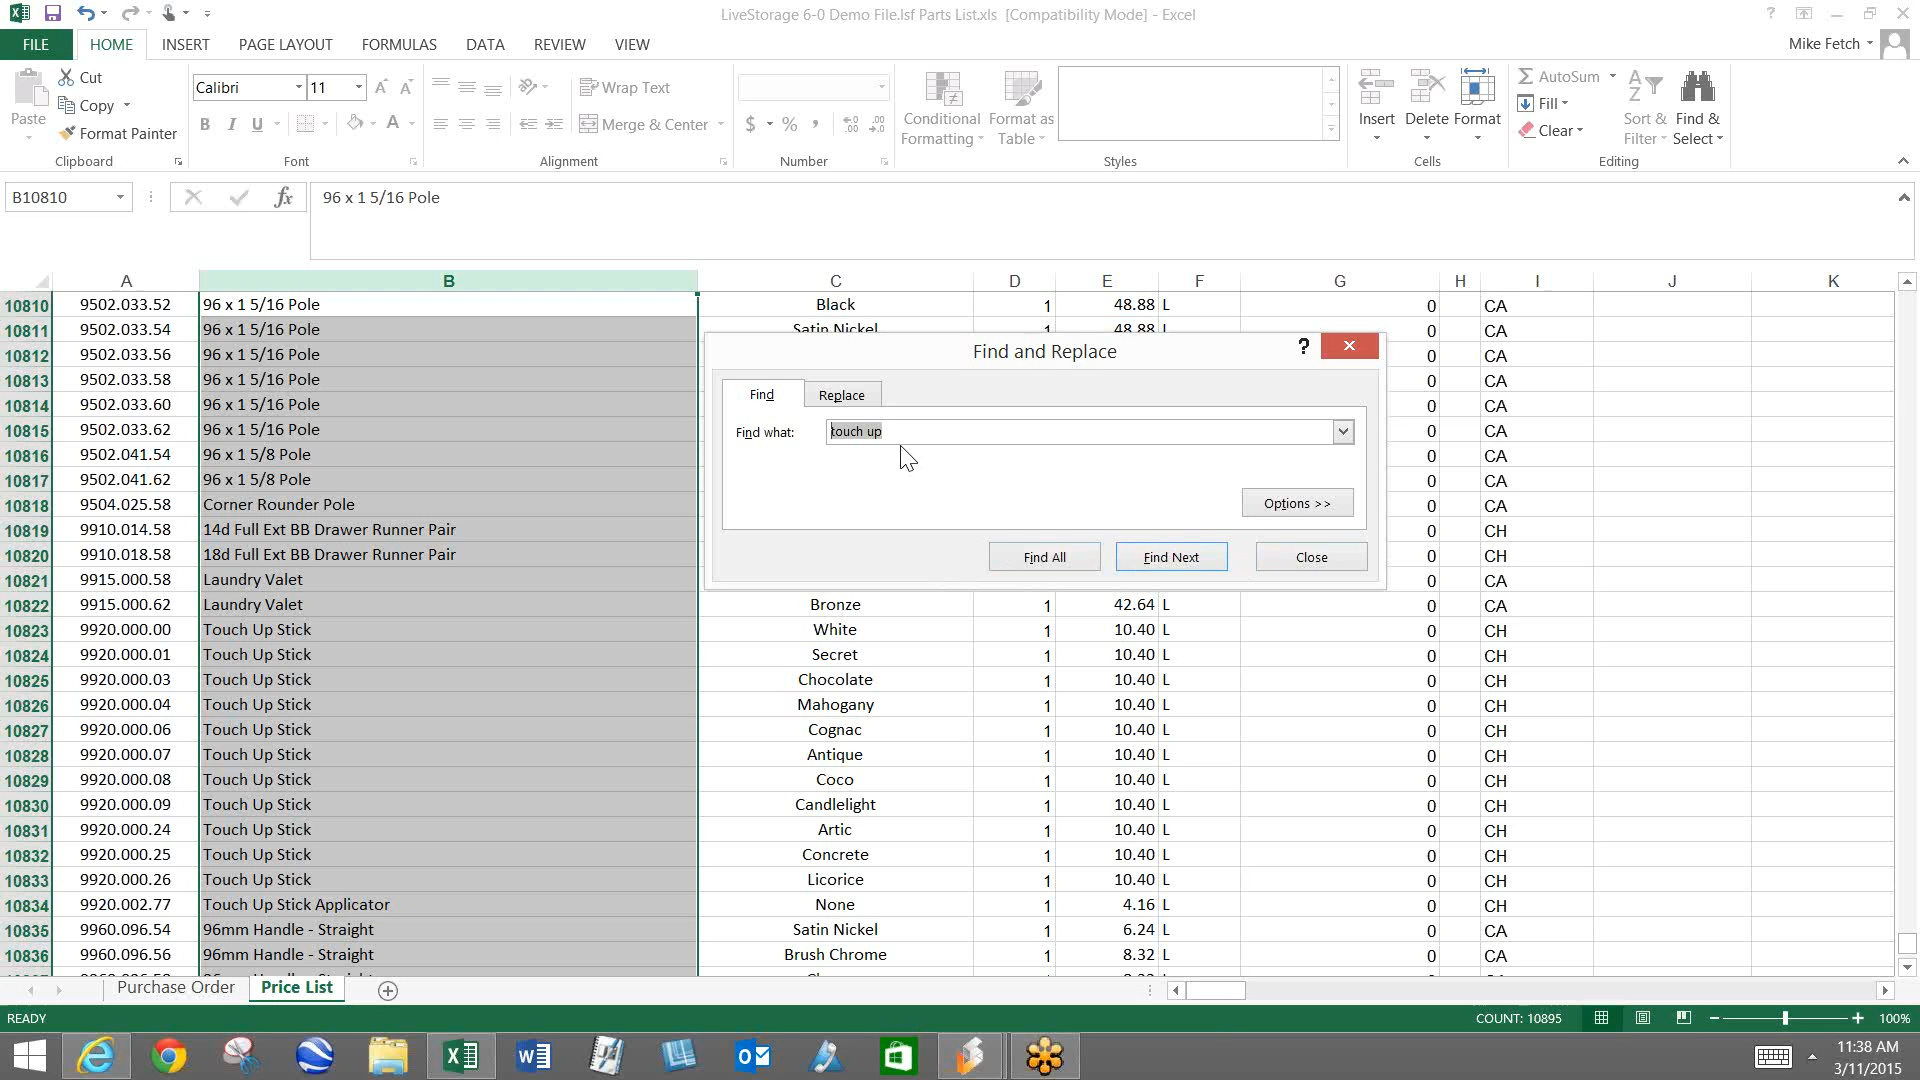 LiveStorage 6-0 Demo File.lsf Parts List.xls [Compatibility Mode] - Excel ?
FILE HOME INSERT PAGE LAYOUT FORMULAS DATA REVIEW VIEW Mike Fetch
Paste Cut Copy Format Painter Clipboard
Calibri 11 B I U A Font
Wrap Text Merge & Center Alignment
$ % , Number
Conditional Formatting Format as Table Styles
Insert Delete Format Cells
AutoSum Fill Clear Sort & Filter Find & Select Editing
B10810 fx 96 x 1 5/16 Pole
A B C D E F G H I J K
10810 9502.033.52 96 x 1 5/16 Pole Black 1 48.88 L 0 CA
10811 9502.033.54 96 x 1 5/16 Pole Satin Nickel 1 48.88 L 0 CA
10812 9502.033.56 96 x 1 5/16 Pole 0 CA
10813 9502.033.58 96 x 1 5/16 Pole 0 CA
10814 9502.033.60 96 x 1 5/16 Pole 0 CA
10815 9502.033.62 96 x 1 5/16 Pole 0 CA
10816 9502.041.54 96 x 1 5/8 Pole 0 CA
10817 9502.041.62 96 x 1 5/8 Pole 0 CA
10818 9504.025.58 Corner Rounder Pole 0 CA
10819 9910.014.58 14d Full Ext BB Drawer Runner Pair 0 CH
10820 9910.018.58 18d Full Ext BB Drawer Runner Pair 0 CH
10821 9915.000.58 Laundry Valet 0 CA
10822 9915.000.62 Laundry Valet Bronze 1 42.64 L 0 CA
10823 9920.000.00 Touch Up Stick White 1 10.40 L 0 CH
10824 9920.000.01 Touch Up Stick Secret 1 10.40 L 0 CH
10825 9920.000.03 Touch Up Stick Chocolate 1 10.40 L 0 CH
10826 9920.000.04 Touch Up Stick Mahogany 1 10.40 L 0 CH
10827 9920.000.06 Touch Up Stick Cognac 1 10.40 L 0 CH
10828 9920.000.07 Touch Up Stick Antique 1 10.40 L 0 CH
10829 9920.000.08 Touch Up Stick Coco 1 10.40 L 0 CH
10830 9920.000.09 Touch Up Stick Candlelight 1 10.40 L 0 CH
10831 9920.000.24 Touch Up Stick Artic 1 10.40 L 0 CH
10832 9920.000.25 Touch Up Stick Concrete 1 10.40 L 0 CH
10833 9920.000.26 Touch Up Stick Licorice 1 10.40 L 0 CH
10834 9920.002.77 Touch Up Stick Applicator None 1 4.16 L 0 CH
10835 9960.096.54 96mm Handle - Straight Satin Nickel 1 6.24 L 0 CA
10836 9960.096.56 96mm Handle - Straight Brush Chrome 1 8.32 L 0 CA
Find and Replace ?
Find Replace
Find what: touch up
Options >>
Find All Find Next Close
Purchase Order Price List
READY COUNT: 10895 100%
11:38 AM
3/11/2015